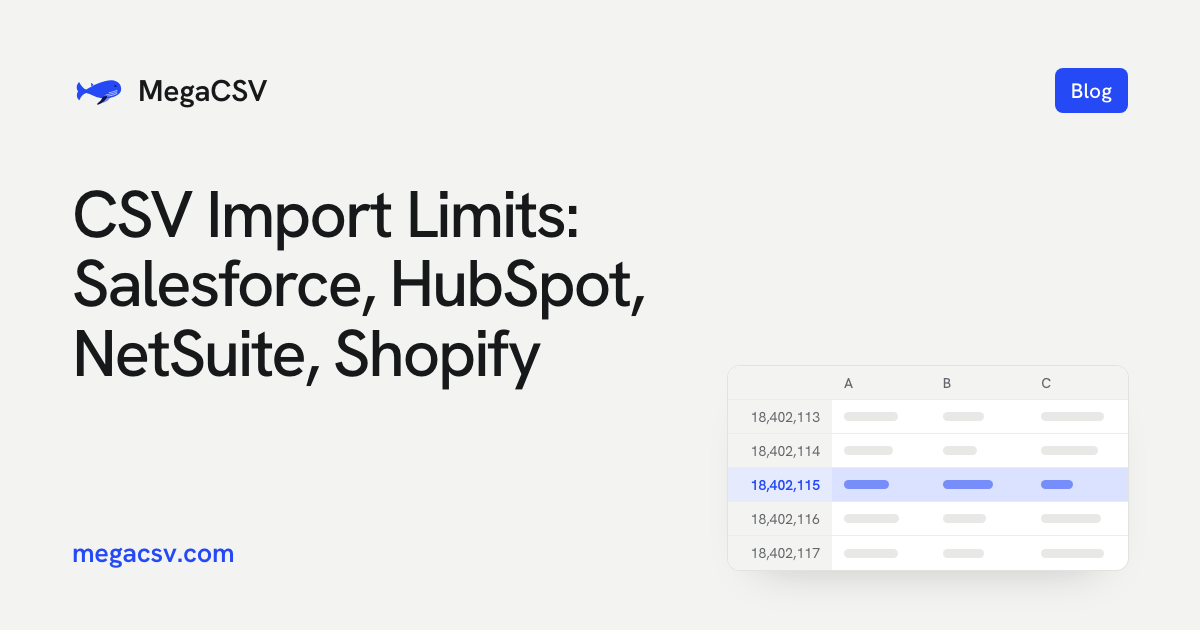 MegaCSV
Blog
CSV Import Limits:
Salesforce, HubSpot,
NetSuite, Shopify
A B C
18,402,113
18,402,114
18,402,115
18,402,116
18,402,117
megacsv.com